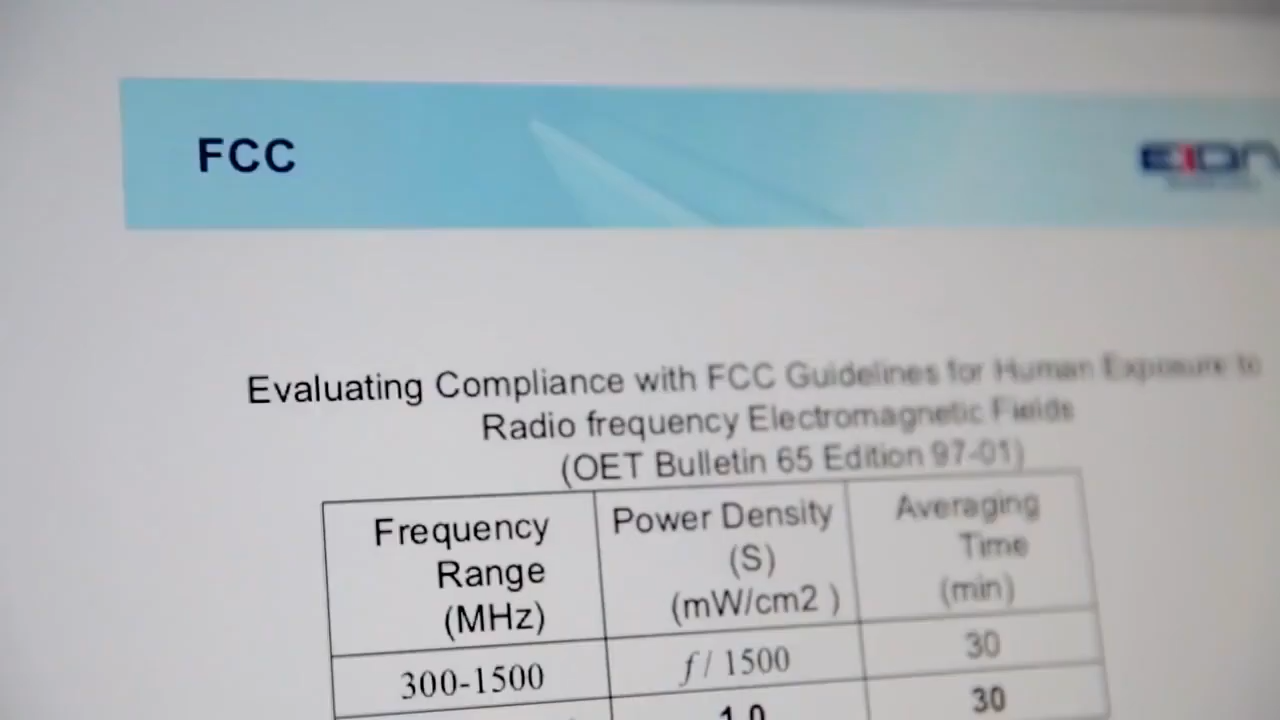 FCC
EION
Evaluating Compliance with FCC Guidelines for Human Exposure to
Radio frequency Electromagnetic Fields
(OET Bulletin 65 Edition 97-01)
Frequency Range (MHz) Power Density (S) (mW/cm2 ) Averaging Time (min)
300-1500 f / 1500 30
1.0 30